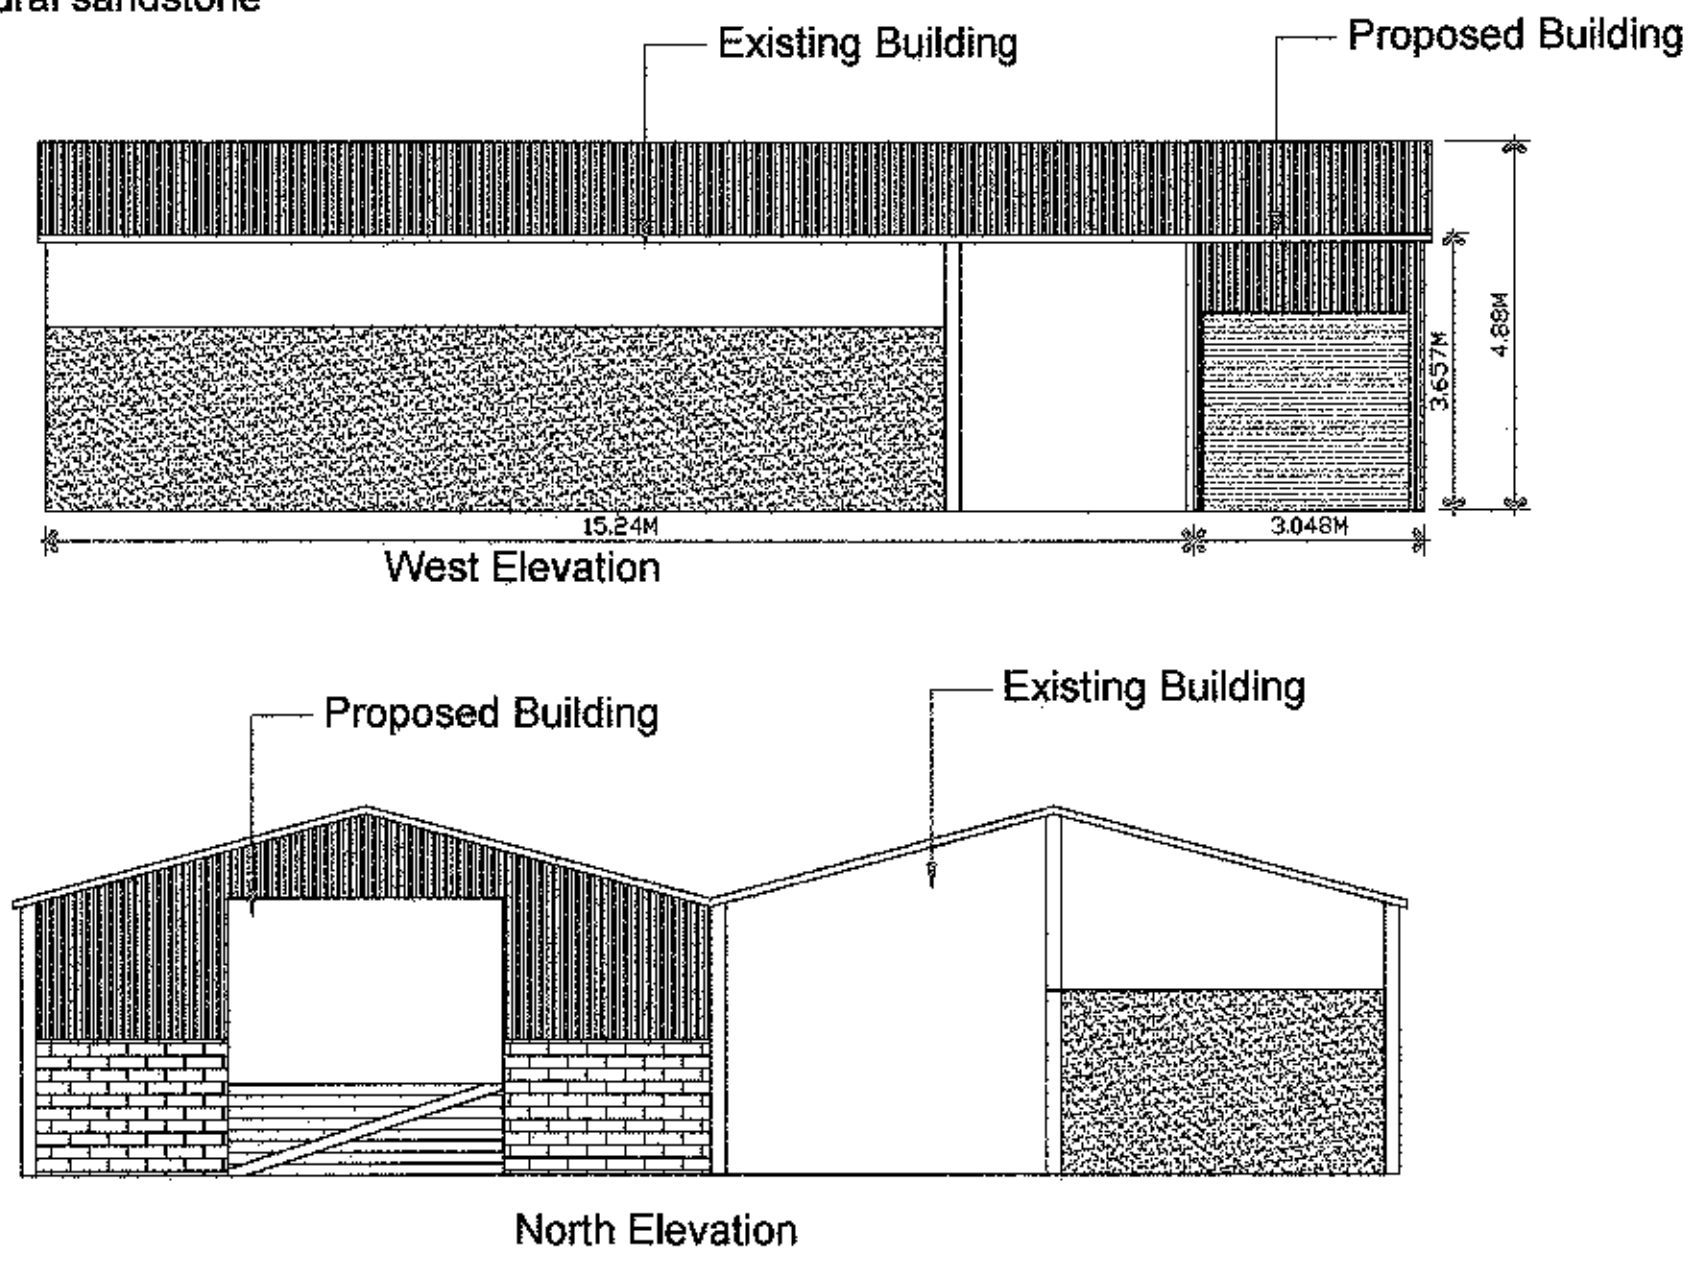 Existing Building
Proposed Building
4.88M
3.657M
15.24M
3.048M
West Elevation
Existing Building
Proposed Building
North Elevation